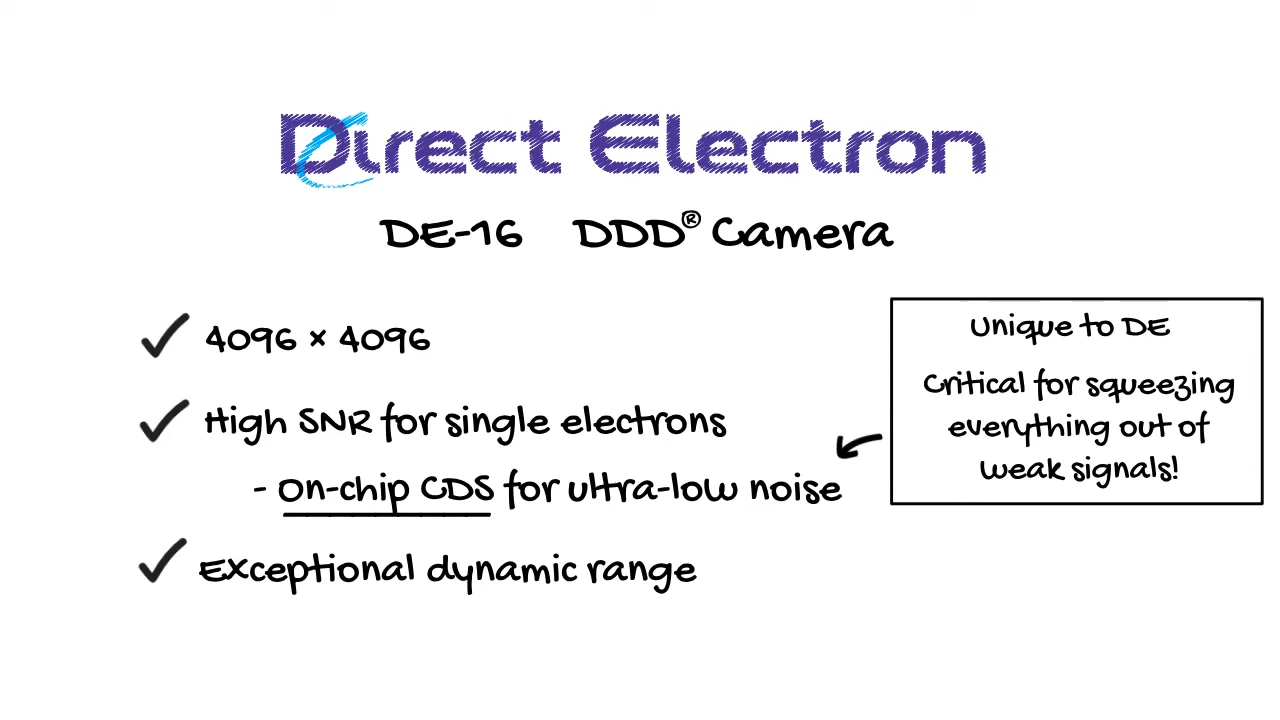 Direct Electron
DE-16 DDD® Camera
4096 × 4096
High SNR for single electrons
- On-chip CDS for ultra-low noise
Exceptional dynamic range
Unique to DE
Critical for squeezing
everything out of
weak signals!